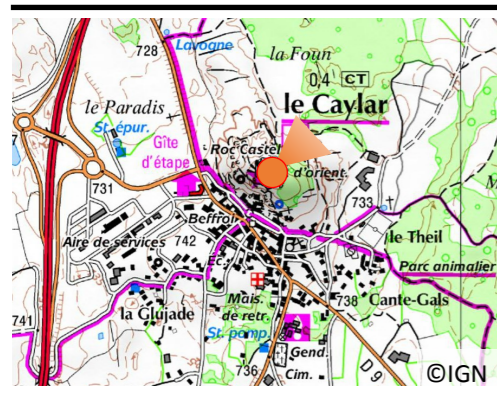 728
Lavogne
la Foun
0,4 CT
le Caylar
le Paradis
St. épur.
Gîte
d'étape
Roc Castel
d'orient.
731
Beffroi
733
Aire de services
742
le Theil
Parc animalier
la Glujade
Mais.
de retr.
738
Cante-Gals
741
St. pomp.
Gend.
Cim.
736
D 9
©IGN